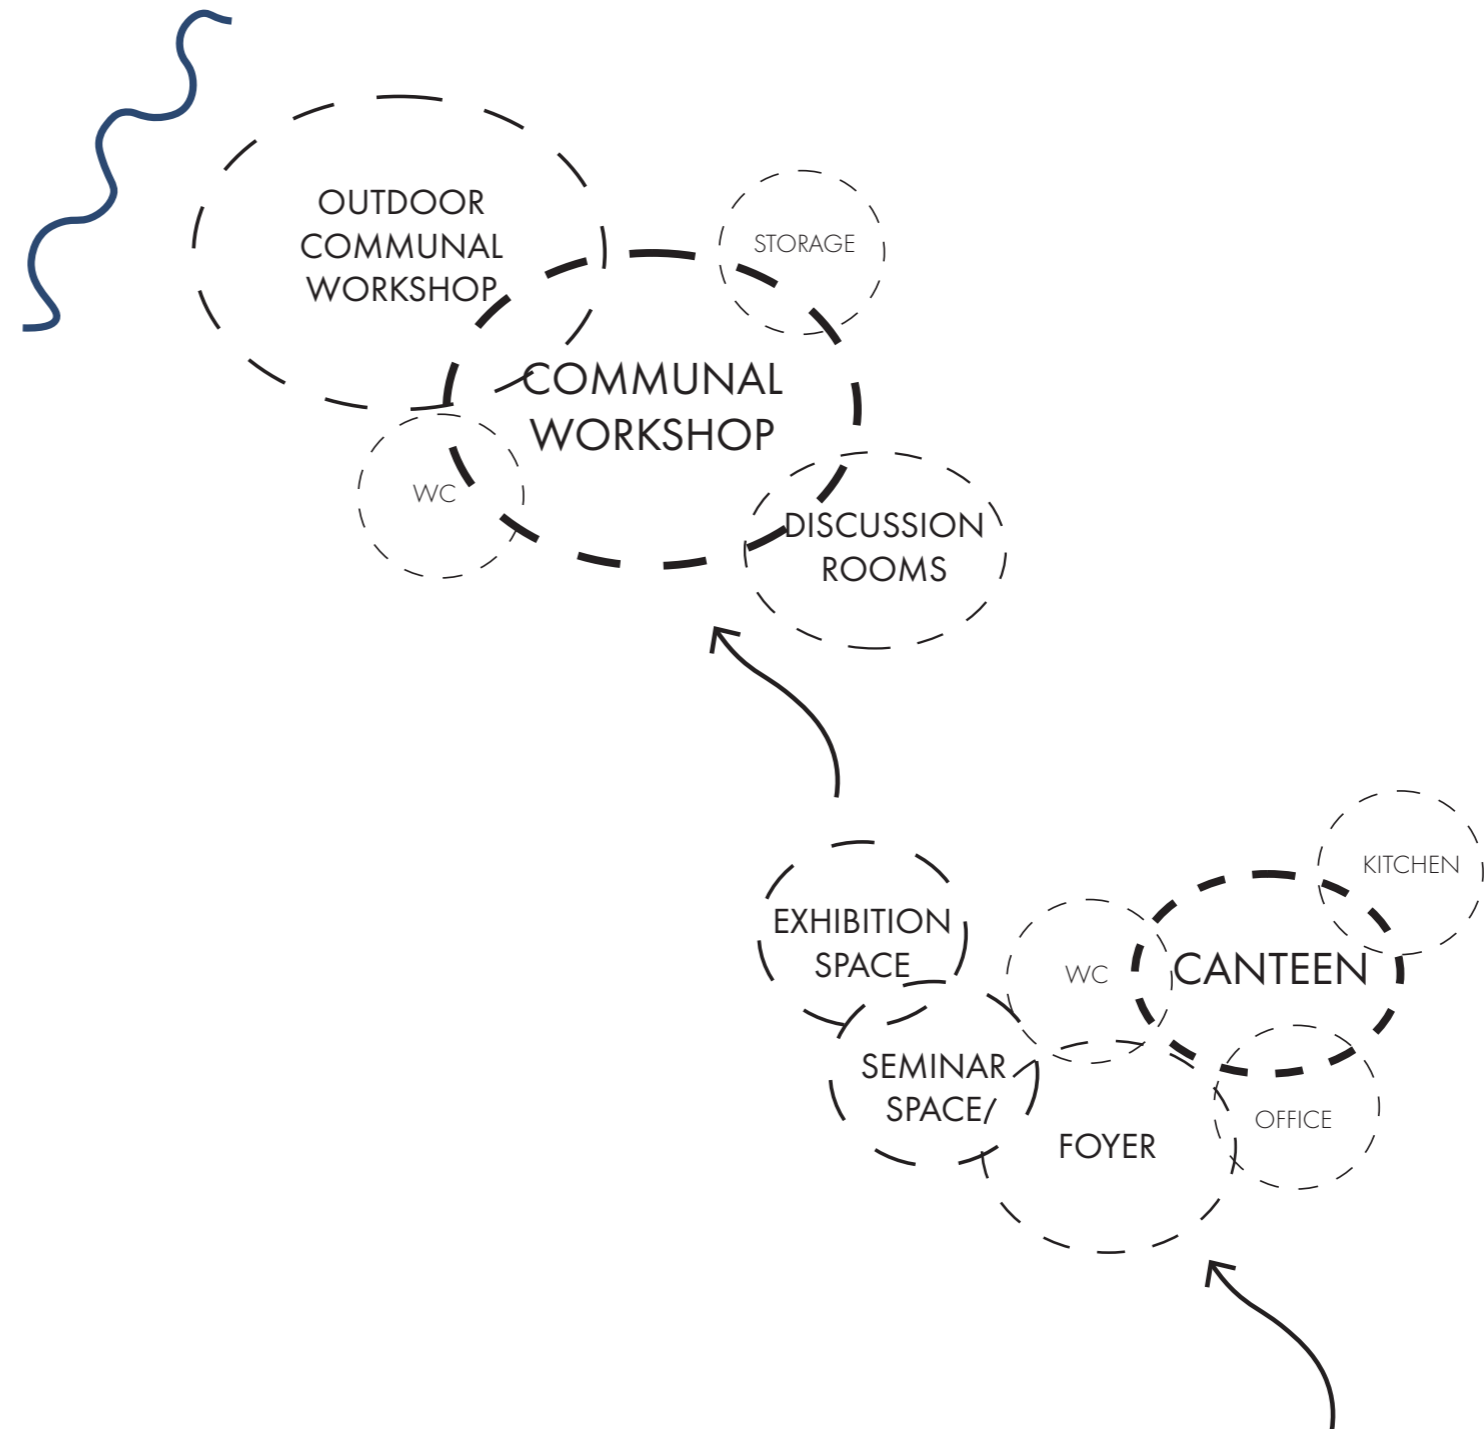 OUTDOOR
COMMUNAL
WORKSHOP
STORAGE
COMMUNAL
WORKSHOP
WC
DISCUSSION
ROOMS
KITCHEN
EXHIBITION
SPACE
WC
CANTEEN
SEMINAR
SPACE/
OFFICE
FOYER